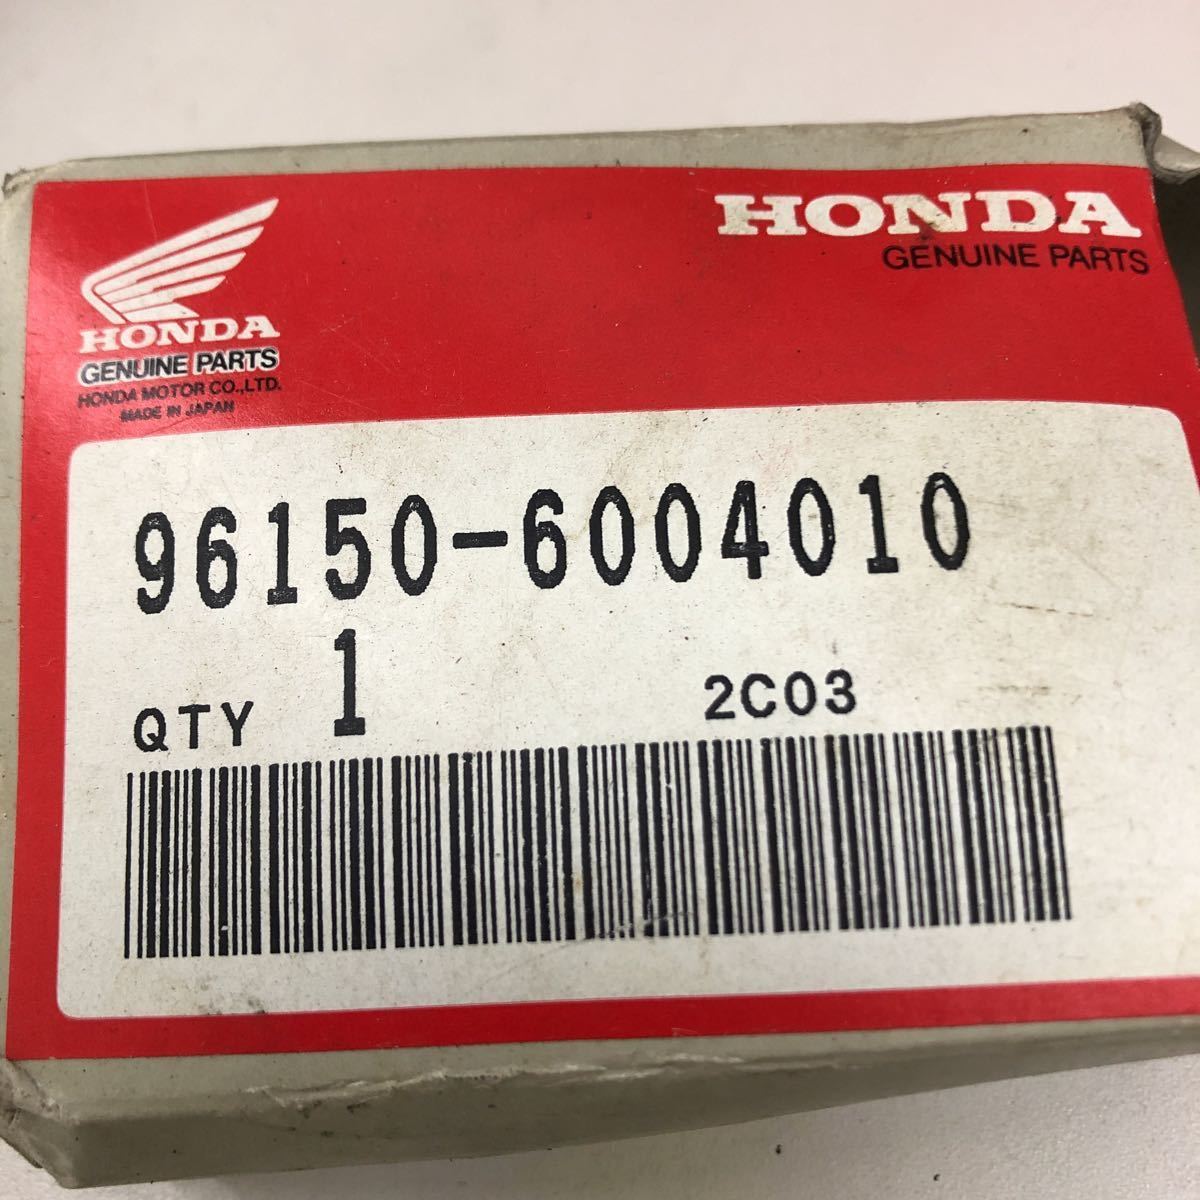 HONDA
GENUINE PARTS
HONDA
GENUINE PARTS
HONDA MOTOR CO.,LTD.
MADE IN JAPAN
96150-6004010
QTY 1 2C03